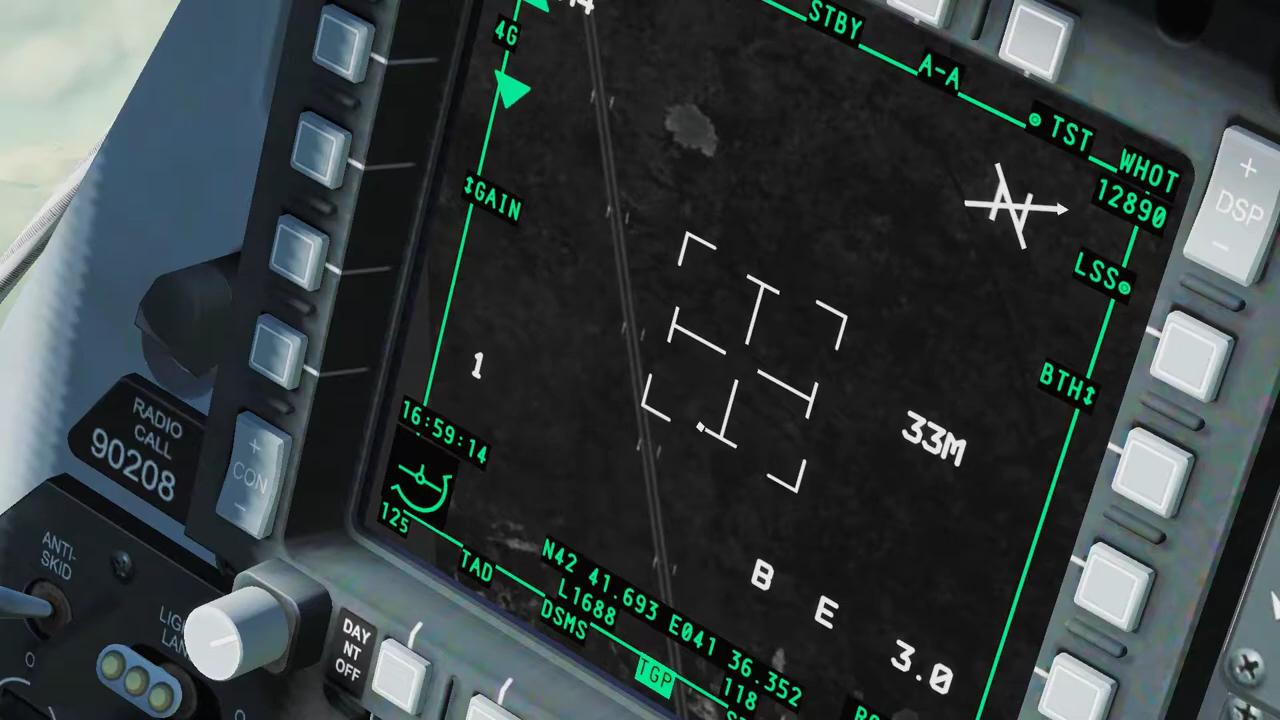 4G
STBY
A-A
TST
WHOT
12890
GAIN
LSS
BTH
1
33M
16:59:14
125
N42 41.693 E041 36.352
L1688
118
B
E
3.0
TAD
DSMS
TGP
+
DSP
-
RADIO
CALL
90208
+
CON
-
ANTI-
SKID
DAY
NT
OFF